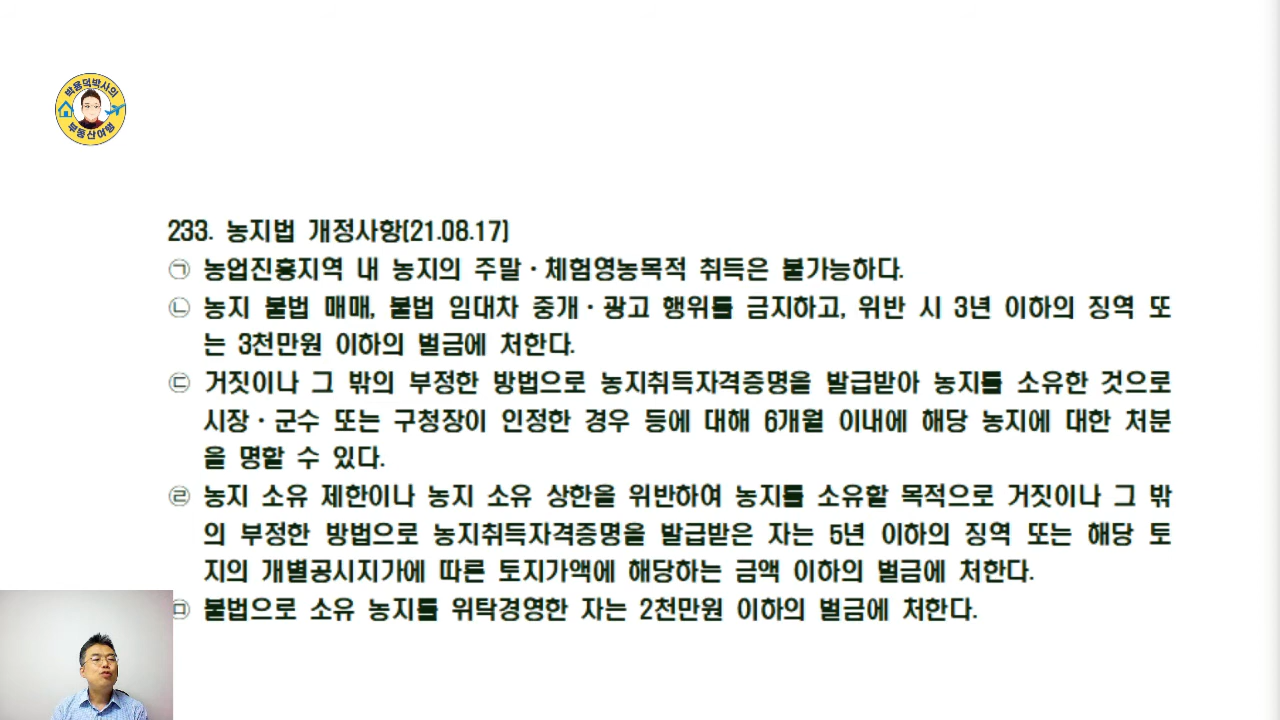 박용덕박사의
부동산여행
233. 농지법 개정사항(21.08.17)
㉠ 농업진흥지역 내 농지의 주말·체험영농목적 취득은 불가능하다.
㉡ 농지 불법 매매, 불법 임대차 중개·광고 행위를 금지하고, 위반 시 3년 이하의 징역 또
는 3천만원 이하의 벌금에 처한다.
㉢ 거짓이나 그 밖의 부정한 방법으로 농지취득자격증명을 발급받아 농지를 소유한 것으로
시장·군수 또는 구청장이 인정한 경우 등에 대해 6개월 이내에 해당 농지에 대한 처분
을 명할 수 있다.
㉣ 농지 소유 제한이나 농지 소유 상한을 위반하여 농지를 소유할 목적으로 거짓이나 그 밖
의 부정한 방법으로 농지취득자격증명을 발급받은 자는 5년 이하의 징역 또는 해당 토
지의 개별공시지가에 따른 토지가액에 해당하는 금액 이하의 벌금에 처한다.
㉤ 불법으로 소유 농지를 위탁경영한 자는 2천만원 이하의 벌금에 처한다.